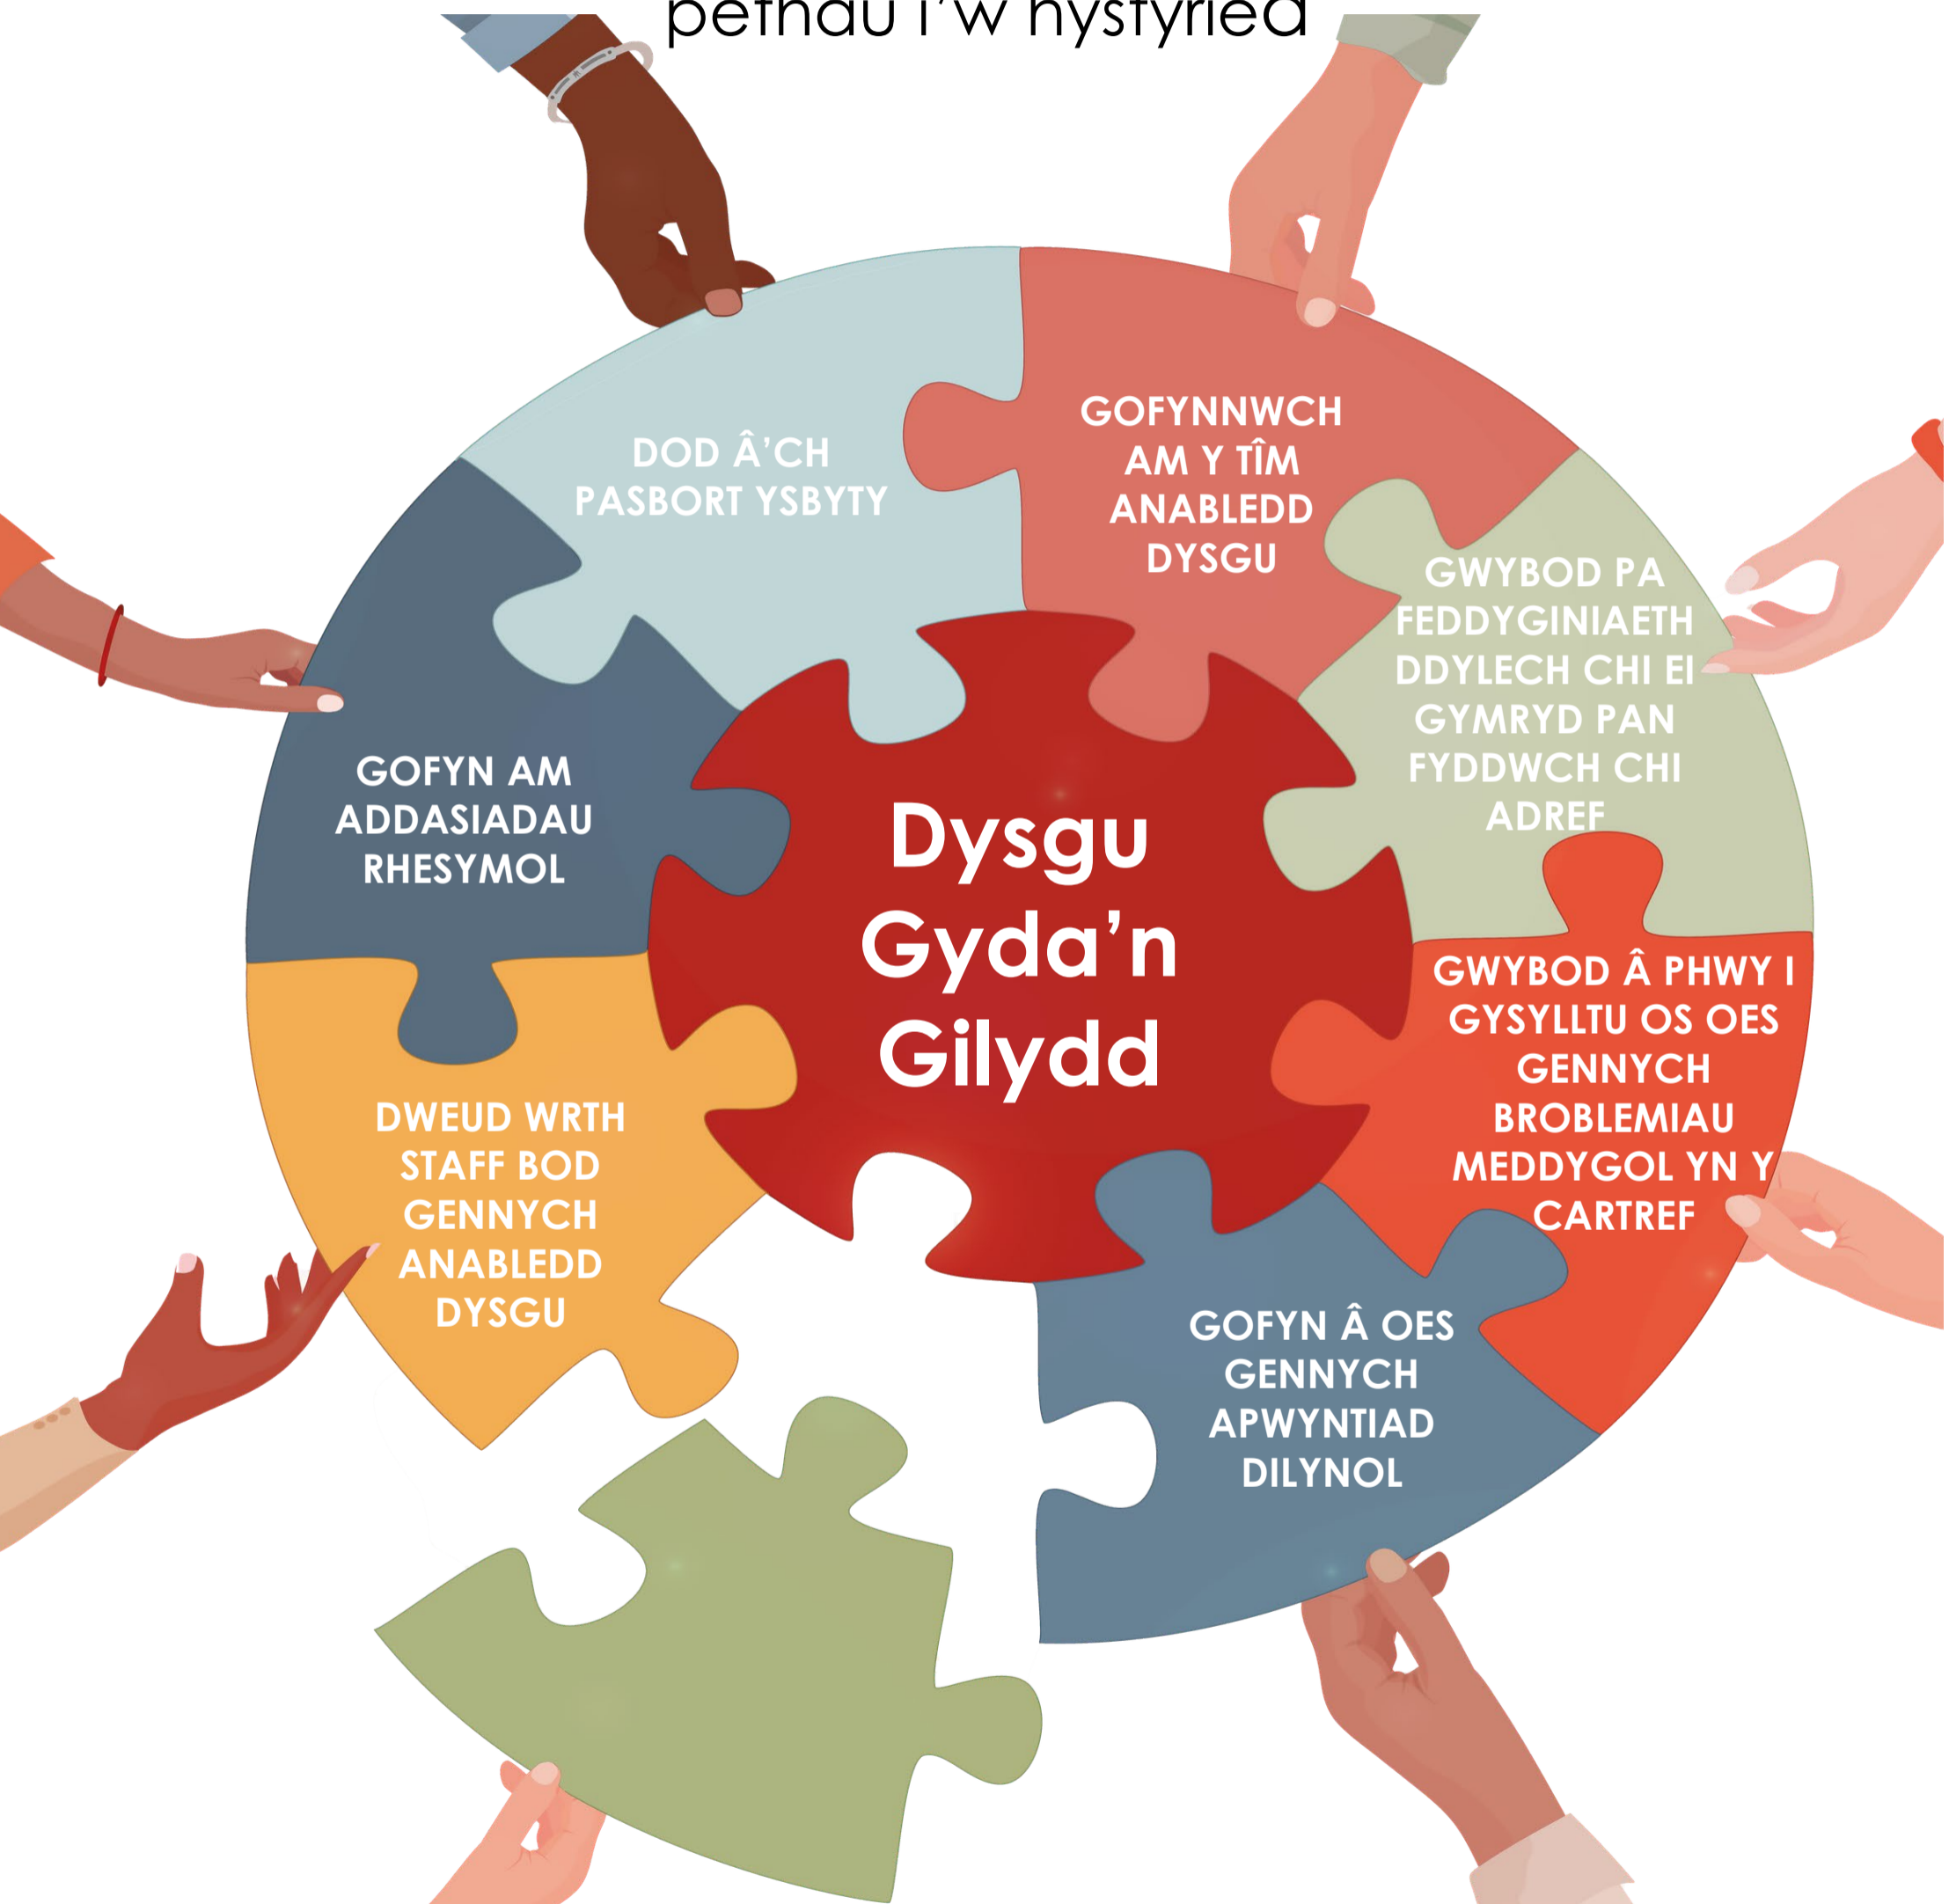 pethau i'w hystyried
DOD Â'CH
PASBORT YSBYTY
GOFYNNWCH
AM Y TÎM
ANABLEDD
DYSGU
GWYBOD PA
FEDDYGINIAETH
DDYLECH CHI EI
GYMRYD PAN
FYDDWCH CHI
ADREF
GWYBOD Â PHWY I
GYSYLLTU OS OES
GENNYCH
BROBLEMIAU
MEDDYGOL YN Y
CARTREF
GOFYN Â OES
GENNYCH
APWYNTIAD
DILYNOL
DWEUD WRTH
STAFF BOD
GENNYCH
ANABLEDD
DYSGU
GOFYN AM
ADDASIADAU
RHESYMOL
Dysgu
Gyda’n
Gilydd